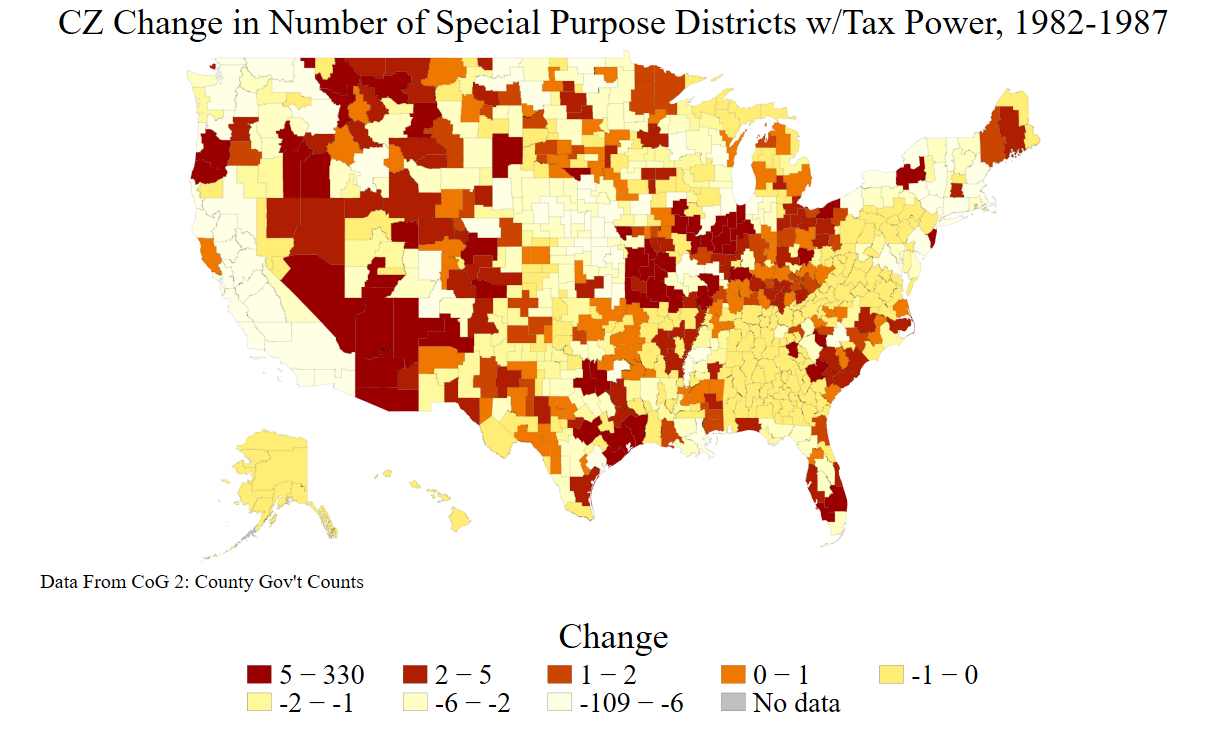 CZ Change in Number of Special Purpose Districts w/Tax Power, 1982-1987
Data From CoG 2: County Gov't Counts
Change
5 − 330 2 − 5 1 − 2 0 − 1 -1 − 0
-2 − -1 -6 − -2 -109 − -6 No data